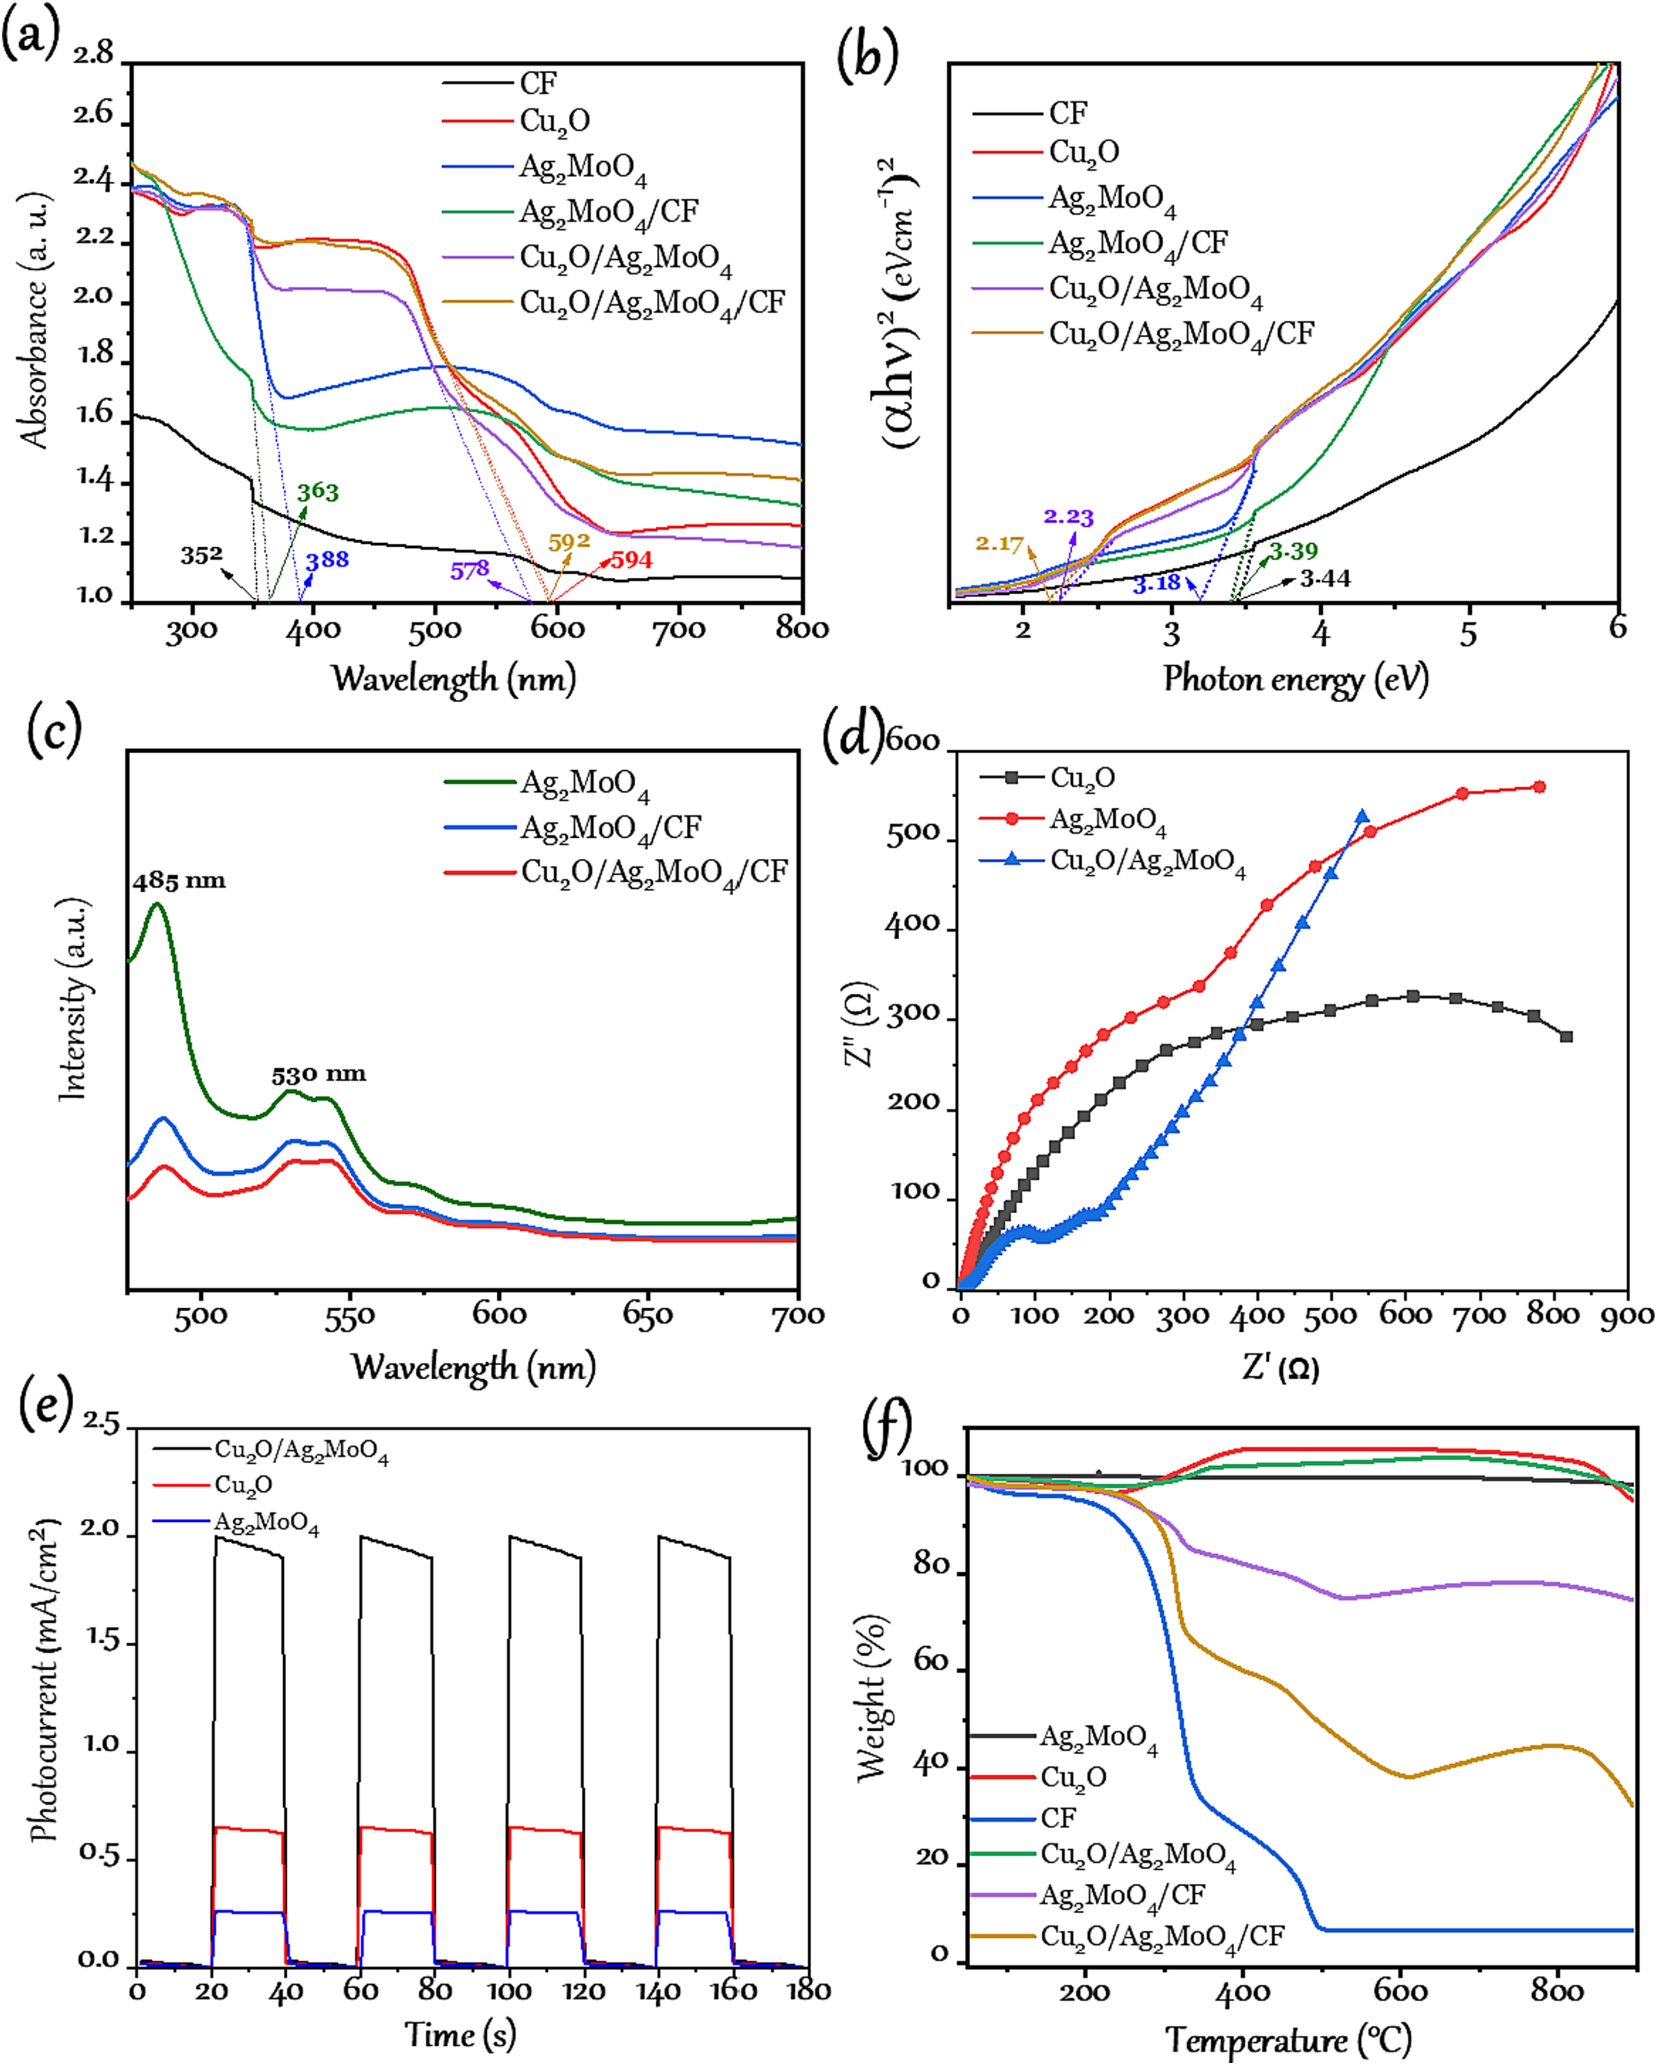 (a)
2.8
2.6
2.4
2.2
2.0
1.8
1.6
1.4
1.2
1.0
Absorbance (a. u.)
CF
Cu₂O
Ag₂MoO₄
Ag₂MoO₄/CF
Cu₂O/Ag₂MoO₄
Cu₂O/Ag₂MoO₄/CF
352
363
388
578
592
594
300 400 500 600 700 800
Wavelength (nm)
(b)
(αhν)² (eVcm⁻¹)²
CF
Cu₂O
Ag₂MoO₄
Ag₂MoO₄/CF
Cu₂O/Ag₂MoO₄
Cu₂O/Ag₂MoO₄/CF
2.17
2.23
3.18
3.39
3.44
2 3 4 5 6
Photon energy (eV)
(c)
Intensity (a.u.)
Ag₂MoO₄
Ag₂MoO₄/CF
Cu₂O/Ag₂MoO₄/CF
485 nm
530 nm
500 550 600 650 700
Wavelength (nm)
(d)
600
500
400
300
200
100
0
Z" (Ω)
Cu₂O
Ag₂MoO₄
Cu₂O/Ag₂MoO₄
0 100 200 300 400 500 600 700 800 900
Z' (Ω)
(e)
2.5
2.0
1.5
1.0
0.5
0.0
Photocurrent (mA/cm²)
Cu₂O/Ag₂MoO₄
Cu₂O
Ag₂MoO₄
0 20 40 60 80 100 120 140 160 180
Time (s)
(f)
100
80
60
40
20
0
Weight (%)
Ag₂MoO₄
Cu₂O
CF
Cu₂O/Ag₂MoO₄
Ag₂MoO₄/CF
Cu₂O/Ag₂MoO₄/CF
200 400 600 800
Temperature (°C)